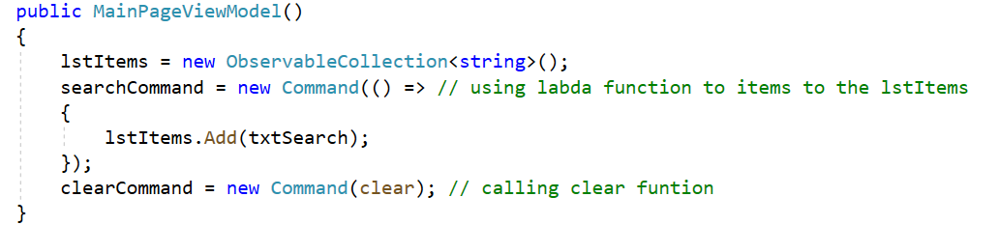 public MainPageViewModel()
{
lstItems = new ObservableCollection<string>();
searchCommand = new Command(() => // using labda function to items to the lstItems
{
lstItems.Add(txtSearch);
});
clearCommand = new Command(clear); // calling clear funtion
}